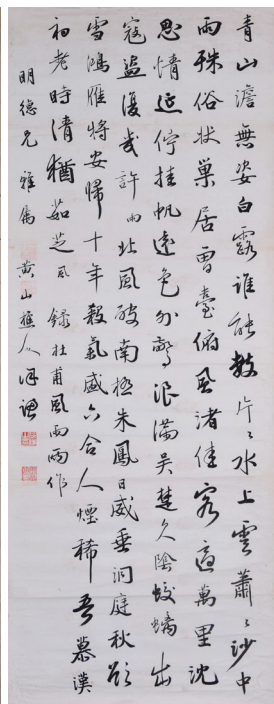 青山澹無姿白露誰能數片〻水上雲蕭〻沙中
雨殊俗狀巢居曾臺俯風渚佳客適萬里沈
思情延佇挂帆遠色外驚浪滿吳楚久陰蛟螭出
寇盜復幾許雨北風破南極朱鳳日威垂洞庭秋欲
雪鴻雁將安歸十年殺氣盛六合人煙稀吾慕漢
初老時清猶茹芝風錄杜甫風雨兩作
明德兄雅屬黃山樵人